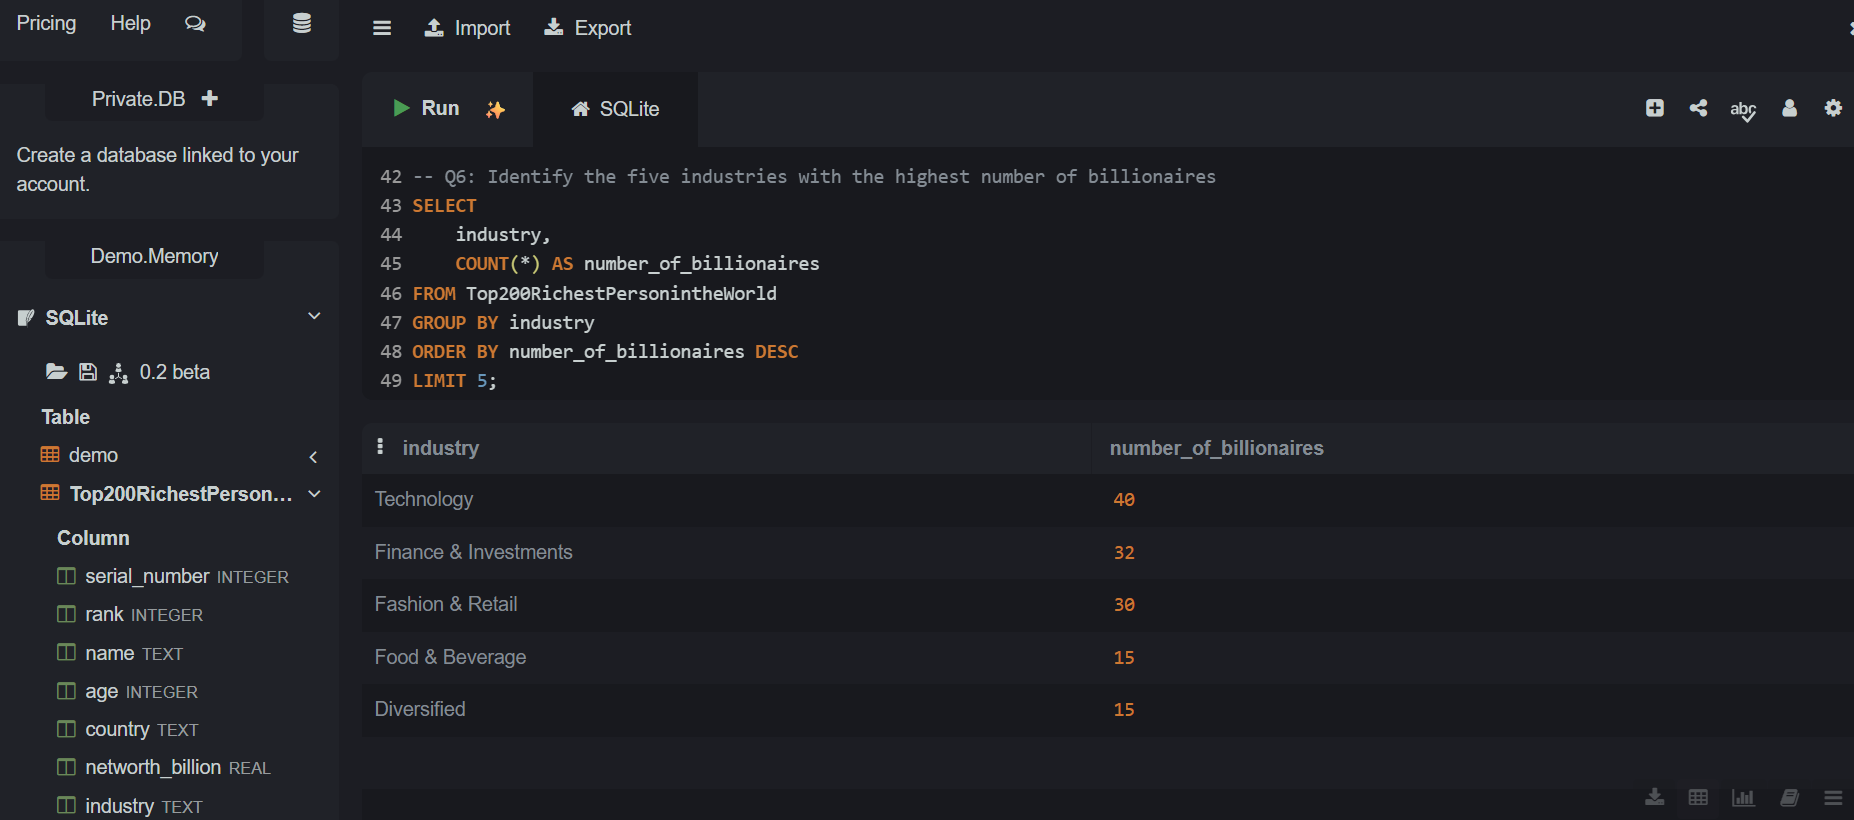 Pricing Help
Import Export
Private.DB
Create a database linked to your
account.
Demo.Memory
SQLite
0.2 beta
Table
demo
Top200RichestPerson...
Column
serial_number INTEGER
rank INTEGER
name TEXT
age INTEGER
country TEXT
networth_billion REAL
industry TEXT
Run SQLite
abc
42 -- Q6: Identify the five industries with the highest number of billionaires
43 SELECT
44 industry,
45 COUNT(*) AS number_of_billionaires
46 FROM Top200RichestPersonintheWorld
47 GROUP BY industry
48 ORDER BY number_of_billionaires DESC
49 LIMIT 5;
industry number_of_billionaires
Technology 40
Finance & Investments 32
Fashion & Retail 30
Food & Beverage 15
Diversified 15